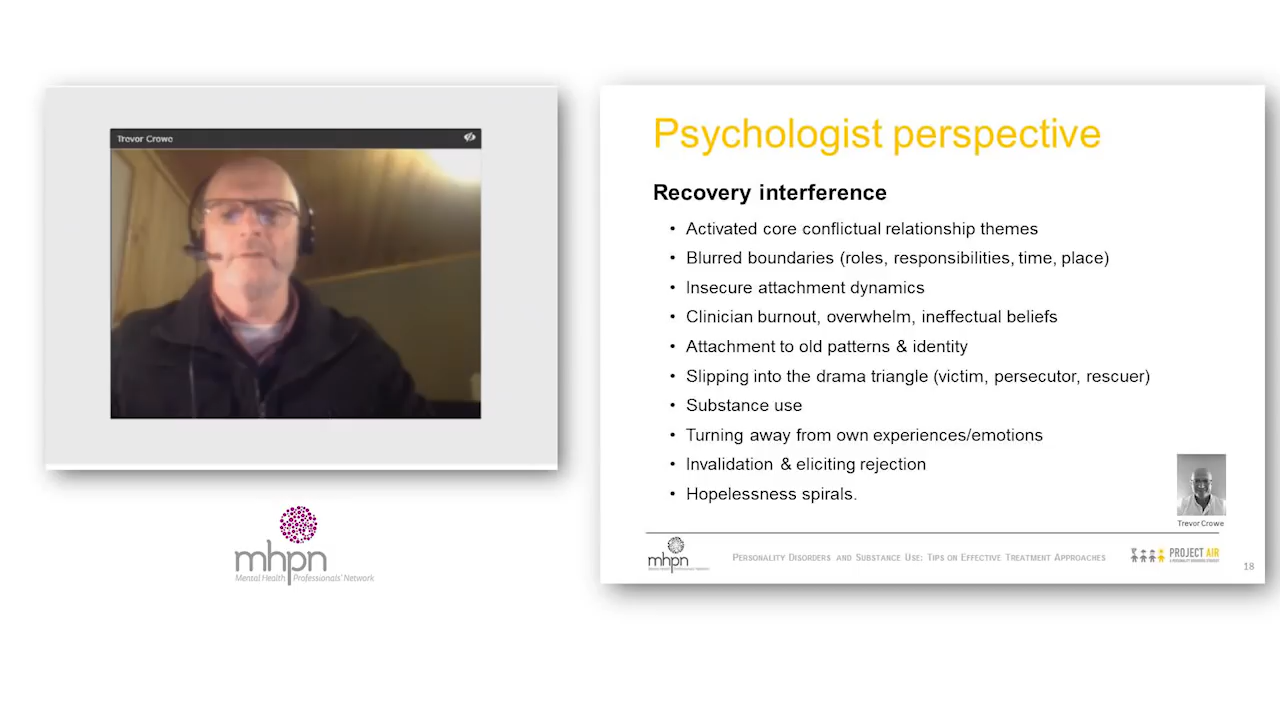 Trevor Crowe
mhpn
Mental Health Professionals' Network
Psychologist perspective
Recovery interference
• Activated core conflictual relationship themes
• Blurred boundaries (roles, responsibilities, time, place)
• Insecure attachment dynamics
• Clinician burnout, overwhelm, ineffectual beliefs
• Attachment to old patterns & identity
• Slipping into the drama triangle (victim, persecutor, rescuer)
• Substance use
• Turning away from own experiences/emotions
• Invalidation & eliciting rejection
• Hopelessness spirals.
Trevor Crowe
mhpn
PERSONALITY DISORDERS AND SUBSTANCE USE: TIPS ON EFFECTIVE TREATMENT APPROACHES
PROJECT AIR
18